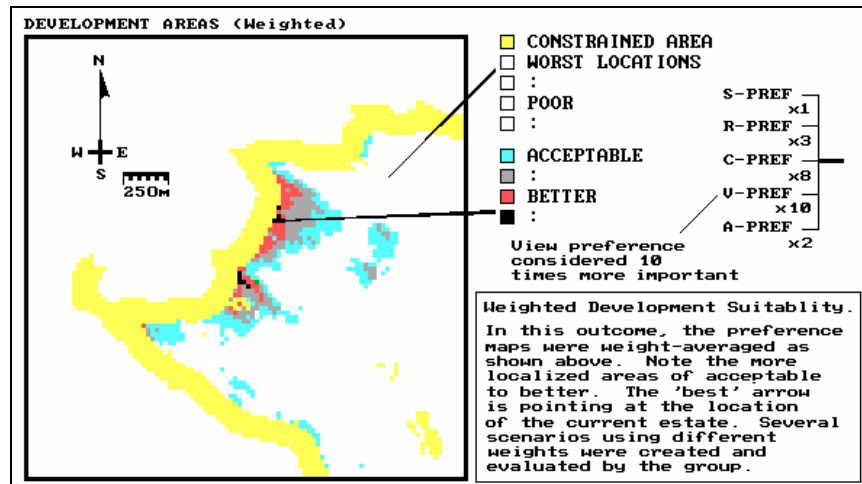 DEVELOPMENT AREAS (Weighted)
N
W E
S
250M
CONSTRAINED AREA
WORST LOCATIONS
:
POOR
:
ACCEPTABLE
:
BETTER
:
S-PREF
x1
R-PREF
x3
C-PREF
x8
V-PREF
x10
A-PREF
x2
View preference
considered 10
times more important
Weighted Development Suitablity.
In this outcome, the preference
maps were weight-averaged as
shown above. Note the more
localized areas of acceptable
to better. The 'best' arrow
is pointing at the location
of the current estate. Several
scenarios using different
weights were created and
evaluated by the group.